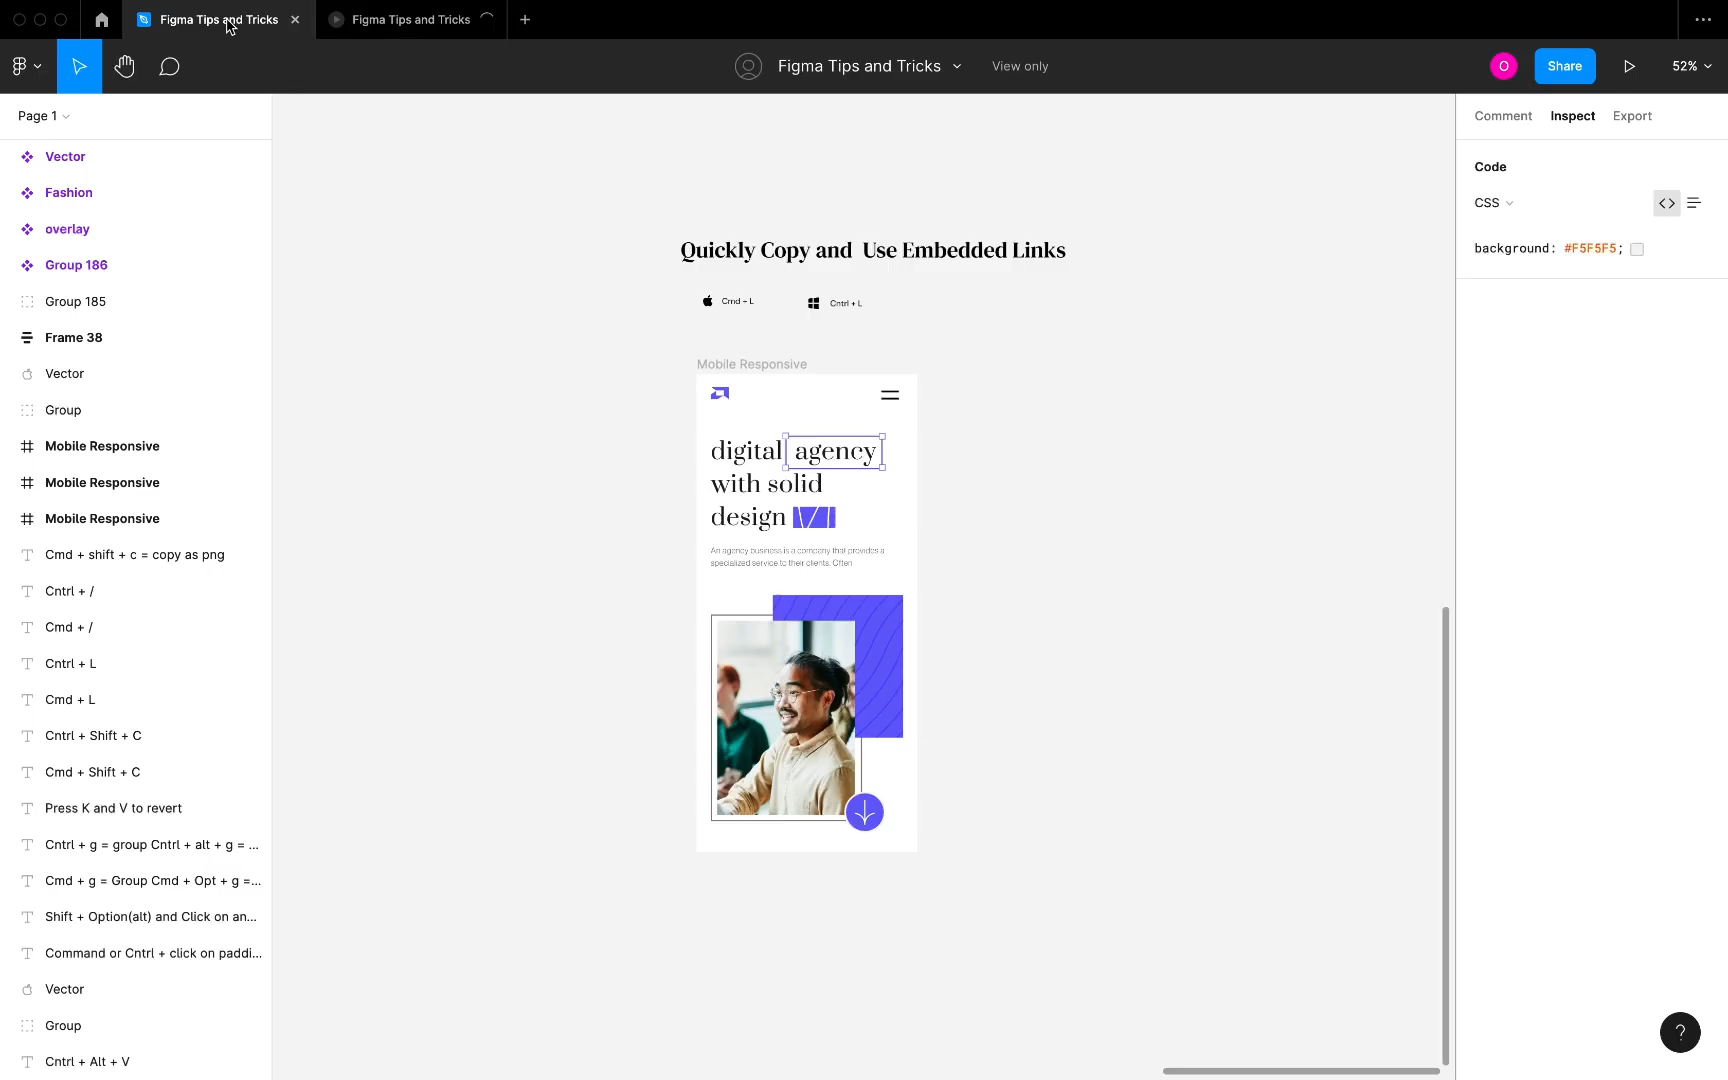 Figma Tips and Tricks
Figma Tips and Tricks
Figma Tips and Tricks
View only
O
Share
52%
Page 1
Vector
Fashion
overlay
Group 186
Group 185
Frame 38
Vector
Group
Mobile Responsive
Mobile Responsive
Mobile Responsive
Cmd + shift + c = copy as png
Cntrl + /
Cmd + /
Cntrl + L
Cmd + L
Cntrl + Shift + C
Cmd + Shift + C
Press K and V to revert
Cntrl + g = group Cntrl + alt + g = ...
Cmd + g = Group Cmd + Opt + g =...
Shift + Option(alt) and Click on an...
Command or Cntrl + click on paddi...
Vector
Group
Cntrl + Alt + V
Quickly Copy and Use Embedded Links
Cmd + L
Cntrl + L
Mobile Responsive
digital agency
with solid
design
An agency business is a company that provides a
specialized service to their clients. Often
Comment
Inspect
Export
Code
CSS
<>
background: #F5F5F5;
?